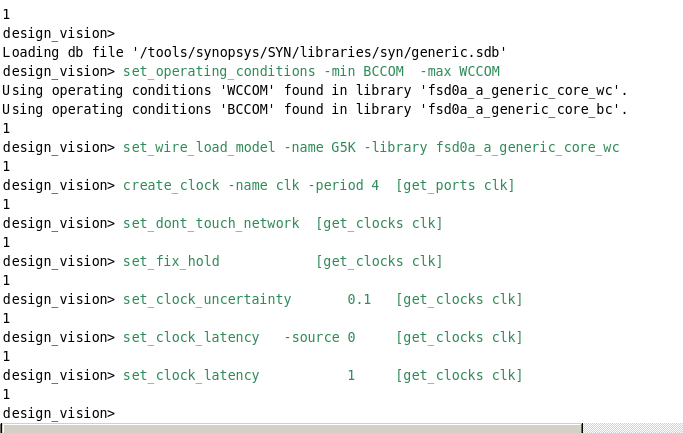 1
design_vision>
Loading db file '/tools/synopsys/SYN/libraries/syn/generic.sdb'
design_vision> set_operating_conditions -min BCCOM  -max WCCOM
Using operating conditions 'WCCOM' found in library 'fsd0a_a_generic_core_wc'.
Using operating conditions 'BCCOM' found in library 'fsd0a_a_generic_core_bc'.
1
design_vision> set_wire_load_model -name G5K -library fsd0a_a_generic_core_wc
1
design_vision> create_clock -name clk -period 4  [get_ports clk]
1
design_vision> set_dont_touch_network  [get_clocks clk]
1
design_vision> set_fix_hold            [get_clocks clk]
1
design_vision> set_clock_uncertainty       0.1   [get_clocks clk]
1
design_vision> set_clock_latency   -source 0     [get_clocks clk]
1
design_vision> set_clock_latency           1     [get_clocks clk]
1
design_vision>